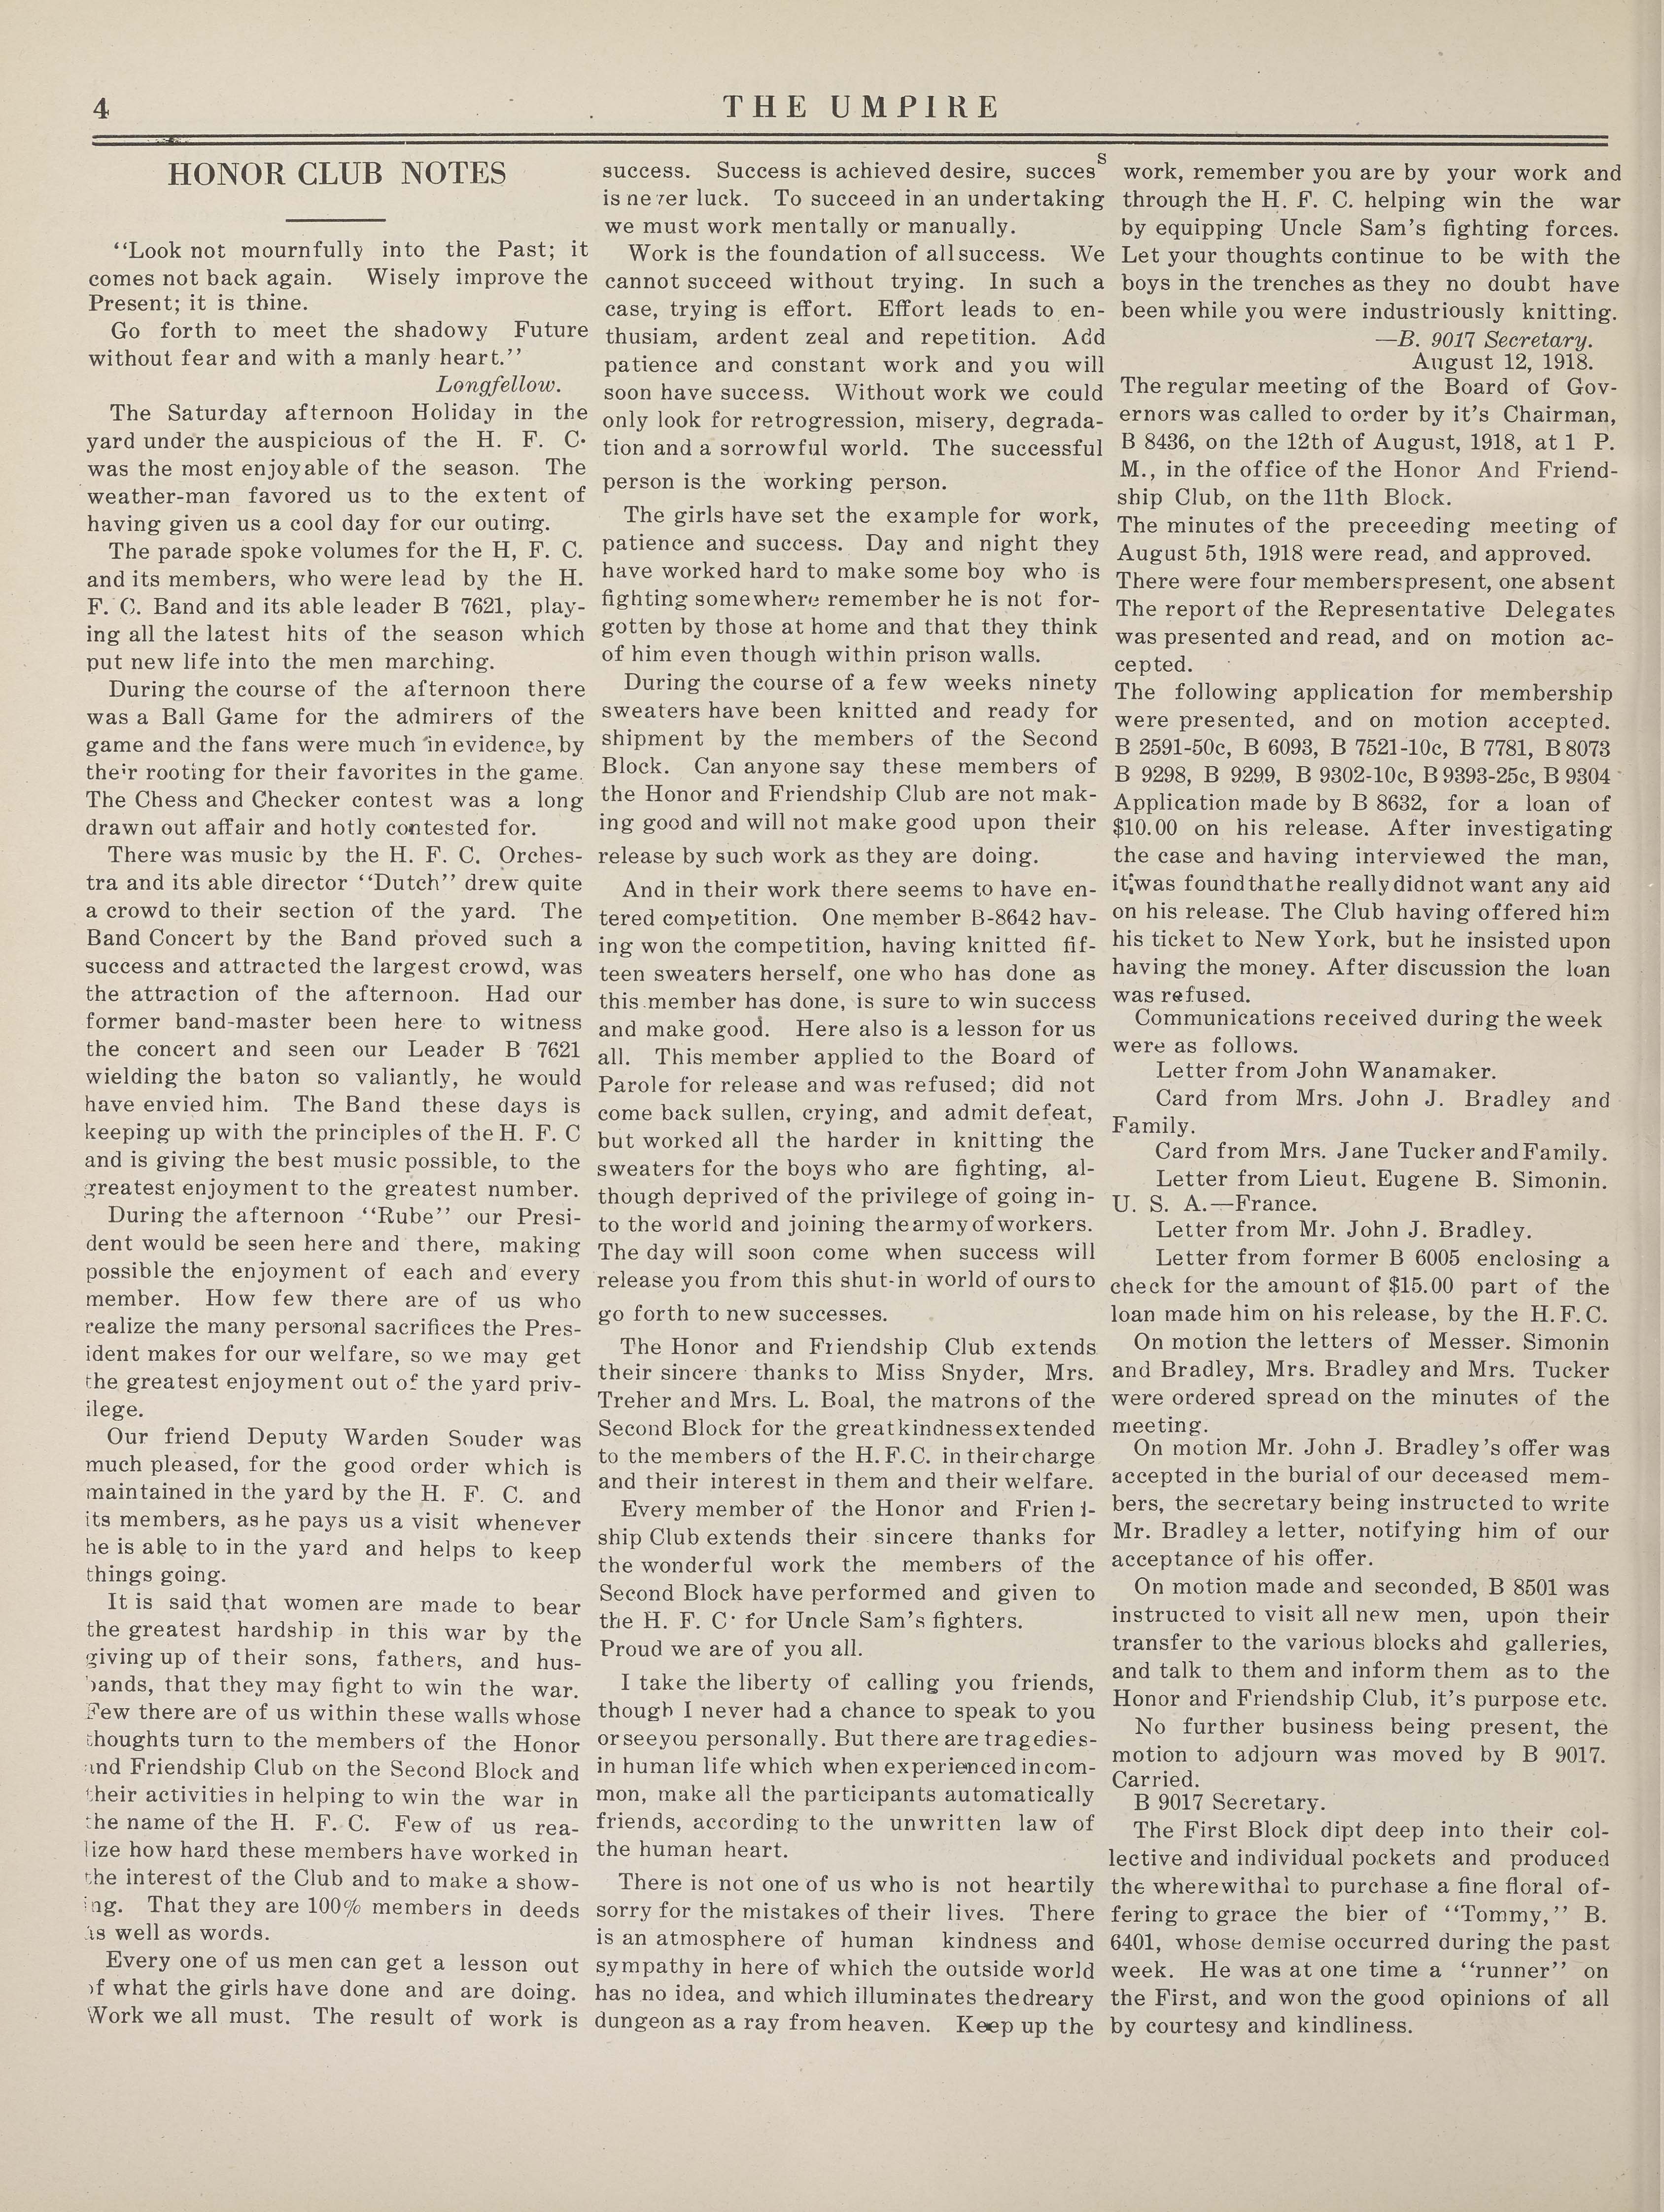 4
THE UMPIRE
HONOR CLUB NOTES
“Look not mournfully into the Past; it
comes not back again. Wisely improve the
Present; it is thine.
Go forth to meet the shadowy Future
without fear and with a manly heart.”
Longfellow.
The Saturday afternoon Holiday in the
yard under the auspicious of the H. F. C.
was the most enjoyable of the season. The
weather-man favored us to the extent of
having given us a cool day for our outing.
The parade spoke volumes for the H, F. C.
and its members, who were lead by the H.
F. C. Band and its able leader B 7621, play-
ing all the latest hits of the season which
put new life into the men marching.
During the course of the afternoon there
was a Ball Game for the admirers of the
game and the fans were much in evidence, by
their rooting for their favorites in the game.
The Chess and Checker contest was a long
drawn out affair and hotly contested for.
There was music by the H. F. C. Orches-
tra and its able director “Dutch” drew quite
a crowd to their section of the yard. The
Band Concert by the Band proved such a
success and attracted the largest crowd, was
the attraction of the afternoon. Had our
former band-master been here to witness
the concert and seen our Leader B 7621
wielding the baton so valiantly, he would
have envied him. The Band these days is
keeping up with the principles of the H. F. C
and is giving the best music possible, to the
greatest enjoyment to the greatest number.
During the afternoon “Rube” our Presi-
dent would be seen here and there, making
possible the enjoyment of each and every
member. How few there are of us who
realize the many personal sacrifices the Pres-
ident makes for our welfare, so we may get
the greatest enjoyment out of the yard priv-
ilege.
Our friend Deputy Warden Souder was
much pleased, for the good order which is
maintained in the yard by the H. F. C. and
its members, as he pays us a visit whenever
he is able to in the yard and helps to keep
things going.
It is said that women are made to bear
the greatest hardship in this war by the
giving up of their sons, fathers, and hus-
bands, that they may fight to win the war.
Few there are of us within these walls whose
thoughts turn to the members of the Honor
and Friendship Club on the Second Block and
their activities in helping to win the war in
the name of the H. F. C. Few of us rea-
lize how hard these members have worked in
the interest of the Club and to make a show-
ing. That they are 100% members in deeds
as well as words.
Every one of us men can get a lesson out
of what the girls have done and are doing.
Work we all must. The result of work is
success. Success is achieved desire, success
is never luck. To succeed in an undertaking
we must work mentally or manually.
Work is the foundation of all success. We
cannot succeed without trying. In such a
case, trying is effort. Effort leads to en-
thusiam, ardent zeal and repetition. Add
patience and constant work and you will
soon have success. Without work we could
only look for retrogression, misery, degrada-
tion and a sorrowful world. The successful
person is the working person.
The girls have set the example for work,
patience and success. Day and night they
have worked hard to make some boy who is
fighting somewhere remember he is not for-
gotten by those at home and that they think
of him even though within prison walls.
During the course of a few weeks ninety
sweaters have been knitted and ready for
shipment by the members of the Second
Block. Can anyone say these members of
the Honor and Friendship Club are not mak-
ing good and will not make good upon their
release by such work as they are doing.
And in their work there seems to have en-
tered competition. One member B-8642 hav-
ing won the competition, having knitted fif-
teen sweaters herself, one who has done as
this member has done, is sure to win success
and make good. Here also is a lesson for us
all. This member applied to the Board of
Parole for release and was refused; did not
come back sullen, crying, and admit defeat,
but worked all the harder in knitting the
sweaters for the boys who are fighting, al-
though deprived of the privilege of going in-
to the world and joining the army of workers.
The day will soon come when success will
release you from this shut-in world of ours to
go forth to new successes.
The Honor and Friendship Club extends
their sincere thanks to Miss Snyder, Mrs.
Treher and Mrs. L. Boal, the matrons of the
Second Block for the great kindness extended
to the members of the H. F. C. in their charge
and their interest in them and their welfare.
Every member of the Honor and Friend-
ship Club extends their sincere thanks for
the wonderful work the members of the
Second Block have performed and given to
the H. F. C. for Uncle Sam’s fighters.
Proud we are of you all.
I take the liberty of calling you friends,
though I never had a chance to speak to you
or see you personally. But there are tragedies-
in human life which when experienced in com-
mon, make all the participants automatically
friends, according to the unwritten law of
the human heart.
There is not one of us who is not heartily
sorry for the mistakes of their lives. There
is an atmosphere of human kindness and
sympathy in here of which the outside world
has no idea, and which illuminates the dreary
dungeon as a ray from heaven. Keep up the
work, remember you are by your work and
through the H. F. C. helping win the war
by equipping Uncle Sam’s fighting forces.
Let your thoughts continue to be with the
boys in the trenches as they no doubt have
been while you were industriously knitting.
—B. 9017 Secretary.
August 12, 1918.
The regular meeting of the Board of Gov-
ernors was called to order by it’s Chairman,
B 8436, on the 12th of August, 1918, at 1 P.
M., in the office of the Honor And Friend-
ship Club, on the 11th Block.
The minutes of the preceeding meeting of
August 5th, 1918 were read, and approved.
There were four members present, one absent
The report of the Representative Delegates
was presented and read, and on motion ac-
cepted.
The following application for membership
were presented, and on motion accepted.
B 2591-50c, B 6093, B 7521-10c, B 7781, B 8073
B 9298, B 9299, B 9302-10c, B 9393-25c, B 9304
Application made by B 8632, for a loan of
$10.00 on his release. After investigating
the case and having interviewed the man,
it was found that he really did not want any aid
on his release. The Club having offered him
his ticket to New York, but he insisted upon
having the money. After discussion the loan
was refused.
Communications received during the week
were as follows.
Letter from John Wanamaker.
Card from Mrs. John J. Bradley and
Family.
Card from Mrs. Jane Tucker and Family.
Letter from Lieut. Eugene B. Simonin.
U. S. A.—France.
Letter from Mr. John J. Bradley.
Letter from former B 6005 enclosing a
check for the amount of $15.00 part of the
loan made him on his release, by the H. F. C.
On motion the letters of Messer. Simonin
and Bradley, Mrs. Bradley and Mrs. Tucker
were ordered spread on the minutes of the
meeting.
On motion Mr. John J. Bradley’s offer was
accepted in the burial of our deceased mem-
bers, the secretary being instructed to write
Mr. Bradley a letter, notifying him of our
acceptance of his offer.
On motion made and seconded, B 8501 was
instructed to visit all new men, upon their
transfer to the various blocks ahd galleries,
and talk to them and inform them as to the
Honor and Friendship Club, it’s purpose etc.
No further business being present, the
motion to adjourn was moved by B 9017.
Carried.
B 9017 Secretary.
The First Block dipt deep into their col-
lective and individual pockets and produced
the wherewithal to purchase a fine floral of-
fering to grace the bier of “Tommy,” B.
6401, whose demise occurred during the past
week. He was at one time a “runner” on
the First, and won the good opinions of all
by courtesy and kindliness.